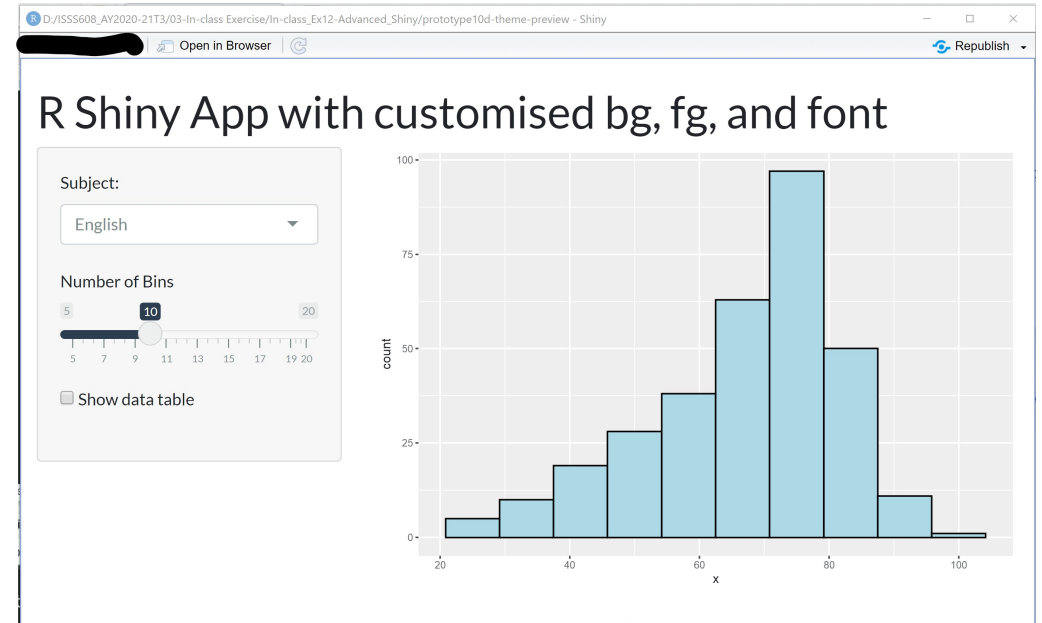 D:/ISSS608_AY2020-21T3/03-In-class Exercise/In-class_Ex12-Advanced_Shiny/prototype10d-theme-preview - Shiny
Open in Browser
Republish
R Shiny App with customised bg, fg, and font
Subject:
English
Number of Bins
5 10 20
5 7 9 11 13 15 17 19 20
Show data table
100
75
50
25
0
count
20 40 60 80 100
x